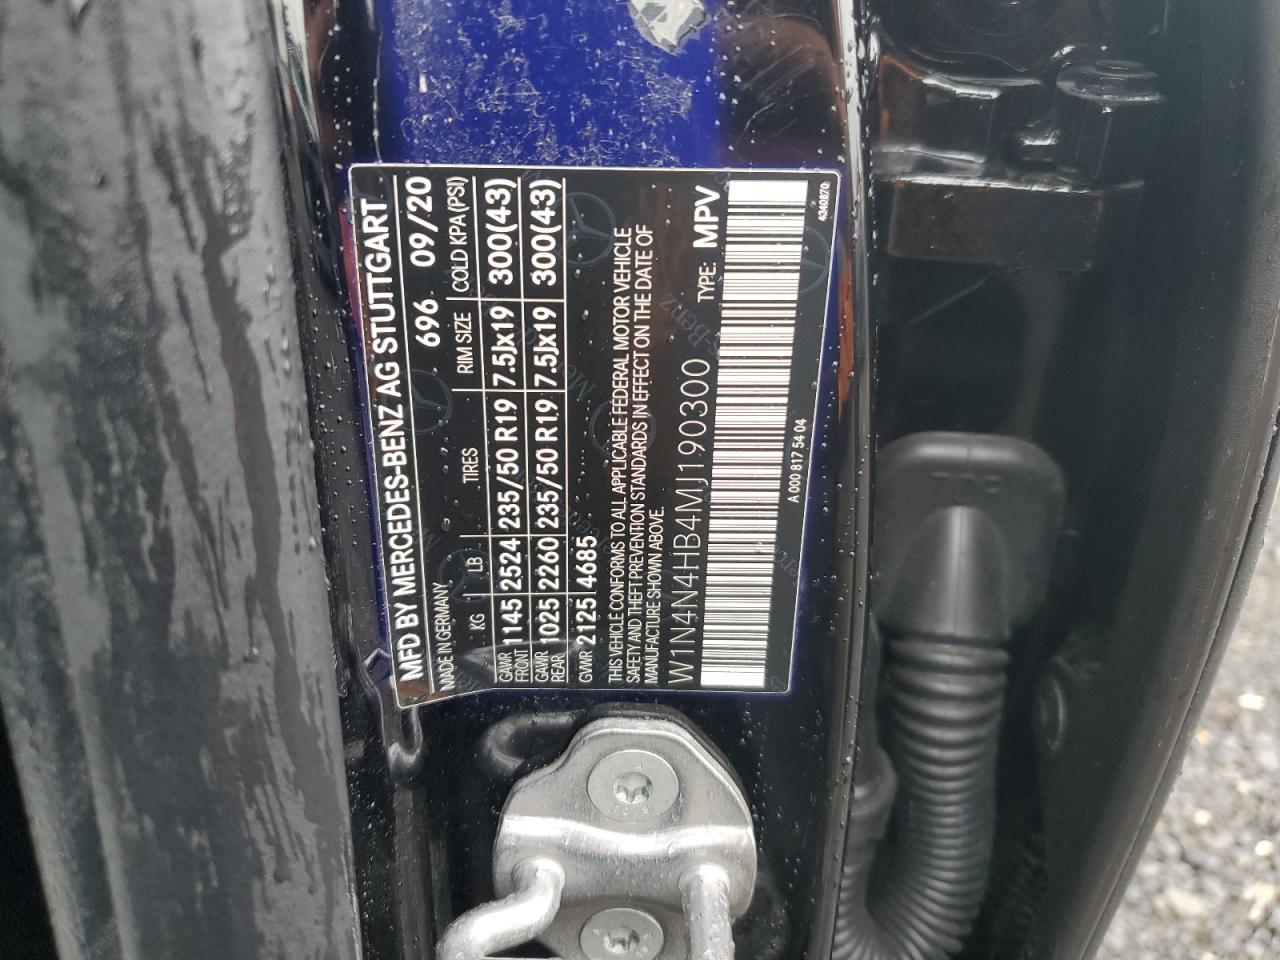 MFD BY MERCEDES-BENZ AG STUTTGART
MADE IN GERMANY 696 09/20
KG LB TIRES RIM SIZE COLD KPA (PSI)
GAWR FRONT 1145 2524 235/50 R19 7.5Jx19 300(43)
GAWR REAR 1025 2260 235/50 R19 7.5Jx19 300(43)
GVWR 2125 4685
THIS VEHICLE CONFORMS TO ALL APPLICABLE FEDERAL MOTOR VEHICLE
SAFETY AND THEFT PREVENTION STANDARDS IN EFFECT ON THE DATE OF
MANUFACTURE SHOWN ABOVE.
W1N4N4HB4MJ190300 TYPE: MPV
A 000 817 54 04 4340870
TOP